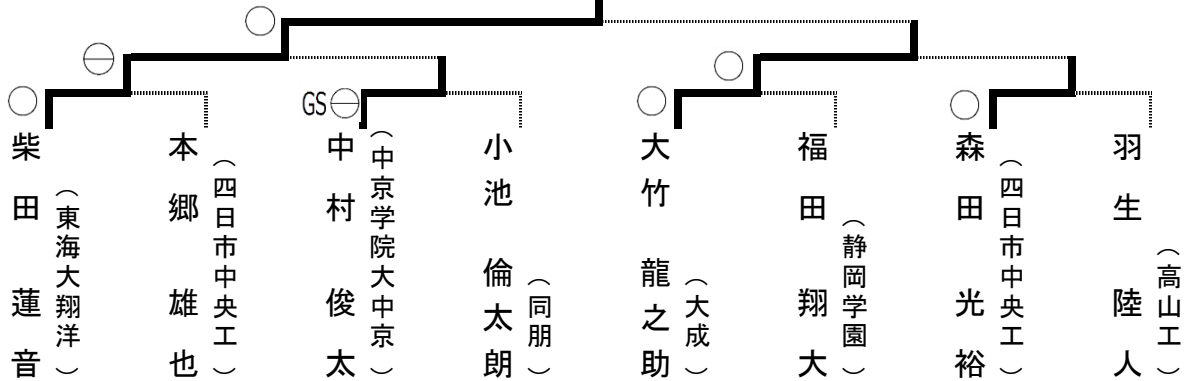 GS
柴田 蓮音
(東海大翔洋)
本郷 雄也
(四日市中央工)
中村 俊太
(中京学院大中京)
小池 倫太朗
(同朋)
大竹 龍之助
(大成)
福田 翔大
(静岡学園)
森田 光裕
(四日市中央工)
羽生 陸人
(高山工)